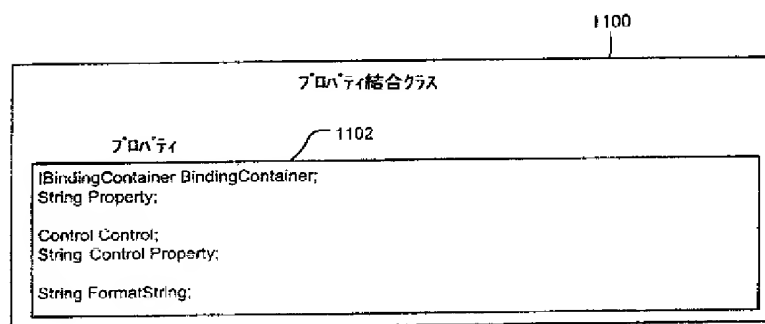 1100
プロパティ結合クラス
プロパティ
1102
IBindingContainer BindingContainer;
String Property;
Control Control;
String Control Property;
String FormatString;